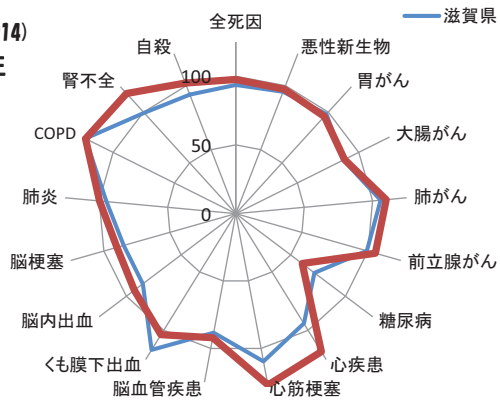 14)
滋賀県
全死因
悪性新生物
胃がん
大腸がん
肺がん
前立腺がん
糖尿病
心疾患
心筋梗塞
脳血管疾患
くも膜下出血
脳内出血
脳梗塞
肺炎
COPD
腎不全
自殺
100
50
0